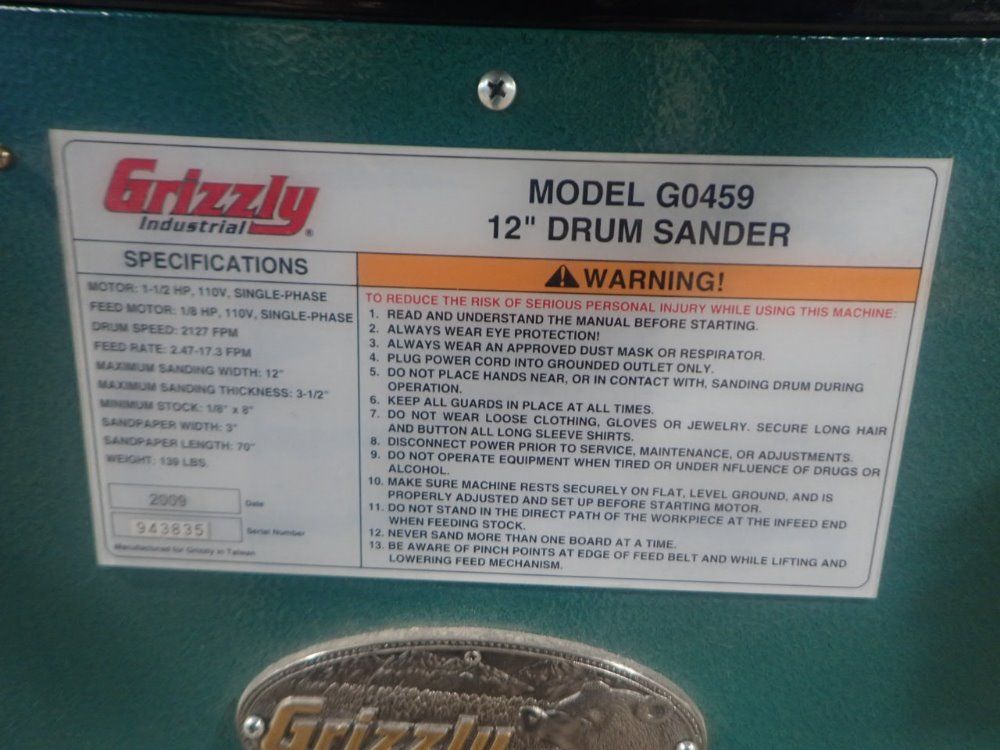 Grizzly
Industrial®
MODEL G0459
12" DRUM SANDER
SPECIFICATIONS
MOTOR: 1-1/2 HP, 110V, SINGLE-PHASE
FEED MOTOR: 1/8 HP, 110V, SINGLE-PHASE
DRUM SPEED: 2127 FPM
FEED RATE: 2.47-17.3 FPM
MAXIMUM SANDING WIDTH: 12"
MAXIMUM SANDING THICKNESS: 3-1/2"
MINIMUM STOCK: 1/8" x 8"
SANDPAPER WIDTH: 3"
SANDPAPER LENGTH: 70"
WEIGHT: 139 LBS.
2009 Date
943835 Serial Number
Manufactured for Grizzly in Taiwan
WARNING!
TO REDUCE THE RISK OF SERIOUS PERSONAL INJURY WHILE USING THIS MACHINE:
1. READ AND UNDERSTAND THE MANUAL BEFORE STARTING.
2. ALWAYS WEAR EYE PROTECTION!
3. ALWAYS WEAR AN APPROVED DUST MASK OR RESPIRATOR.
4. PLUG POWER CORD INTO GROUNDED OUTLET ONLY.
5. DO NOT PLACE HANDS NEAR, OR IN CONTACT WITH, SANDING DRUM DURING
OPERATION.
6. KEEP ALL GUARDS IN PLACE AT ALL TIMES.
7. DO NOT WEAR LOOSE CLOTHING, GLOVES OR JEWELRY. SECURE LONG HAIR
AND BUTTON ALL LONG SLEEVE SHIRTS.
8. DISCONNECT POWER PRIOR TO SERVICE, MAINTENANCE, OR ADJUSTMENTS.
9. DO NOT OPERATE EQUIPMENT WHEN TIRED OR UNDER NFLUENCE OF DRUGS OR
ALCOHOL.
10. MAKE SURE MACHINE RESTS SECURELY ON FLAT, LEVEL GROUND, AND IS
PROPERLY ADJUSTED AND SET UP BEFORE STARTING MOTOR.
11. DO NOT STAND IN THE DIRECT PATH OF THE WORKPIECE AT THE INFEED END
WHEN FEEDING STOCK.
12. NEVER SAND MORE THAN ONE BOARD AT A TIME.
13. BE AWARE OF PINCH POINTS AT EDGE OF FEED BELT AND WHILE LIFTING AND
LOWERING FEED MECHANISM.
Grizzly